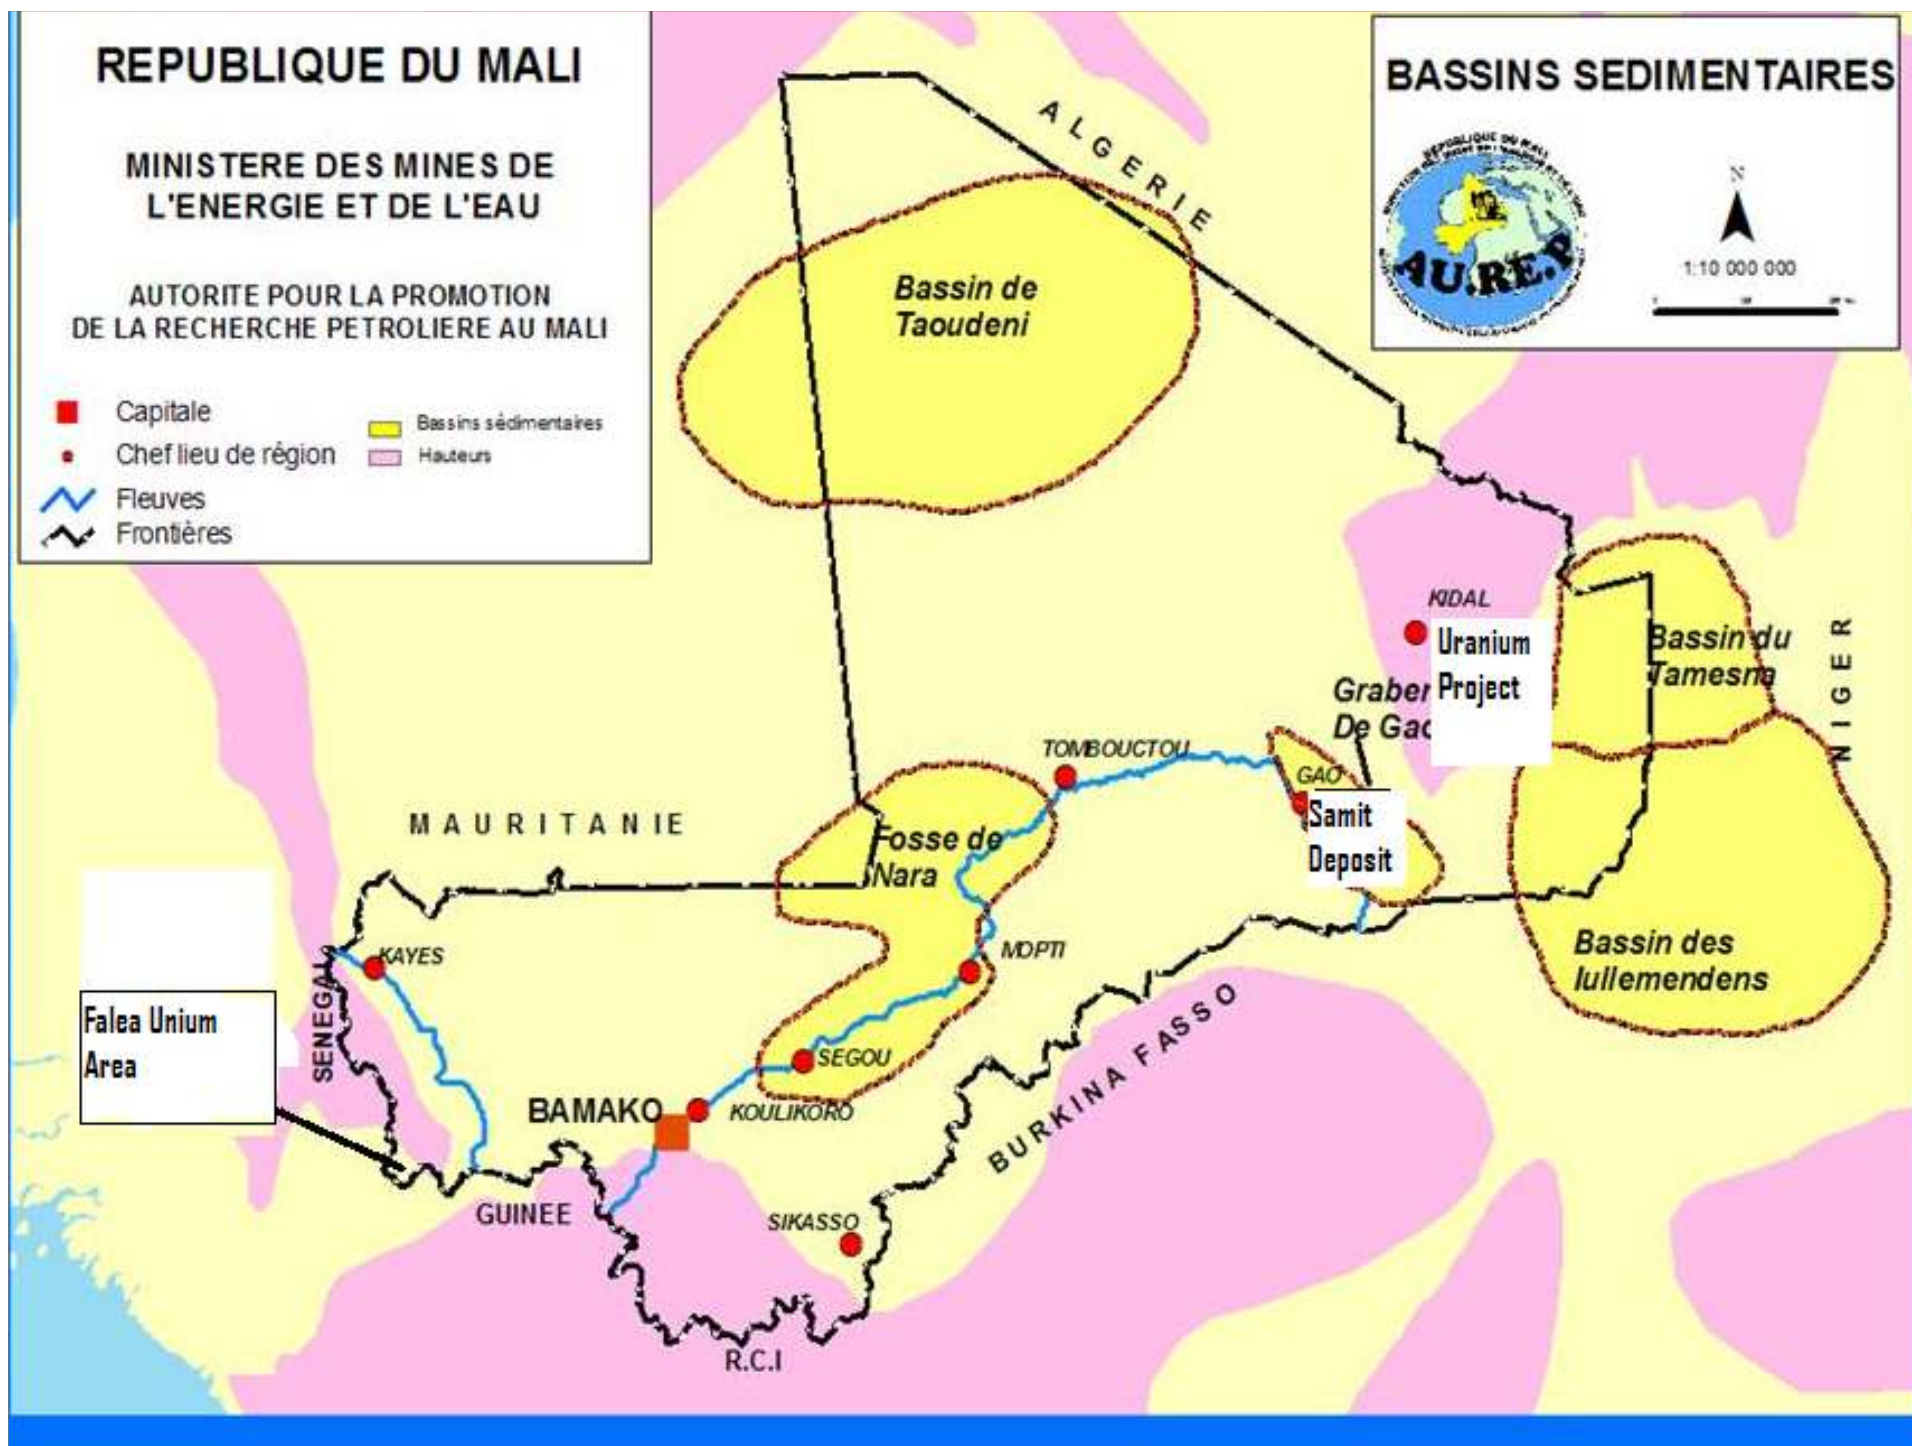 REPUBLIQUE DU MALI
MINISTERE DES MINES DE
L'ENERGIE ET DE L'EAU
AUTORITE POUR LA PROMOTION
DE LA RECHERCHE PETROLIERE AU MALI
Capitale
Chef lieu de région
Fleuves
Frontières
Bassins sédimentaires
Hauteurs
BASSINS SEDIMENTAIRES
REPUBLIQUE DU MALI
AU.RE.P
N
1:10 000 000
ALGERIE
Bassin de
Taoudeni
KIDAL
Uranium
Project
Bassin du
Tamesna
NIGER
Graben
De Gao
TOMBOUCTOU
GAO
Samit
Deposit
MAURITANIE
Fosse de
Nara
Bassin des
Iullemendens
KAYES
MOPTI
SENEGAL
Falea Unium
Area
SEGOU
BAMAKO
KOULIKORO
BURKINA FASSO
GUINEE
SIKASSO
R.C.I